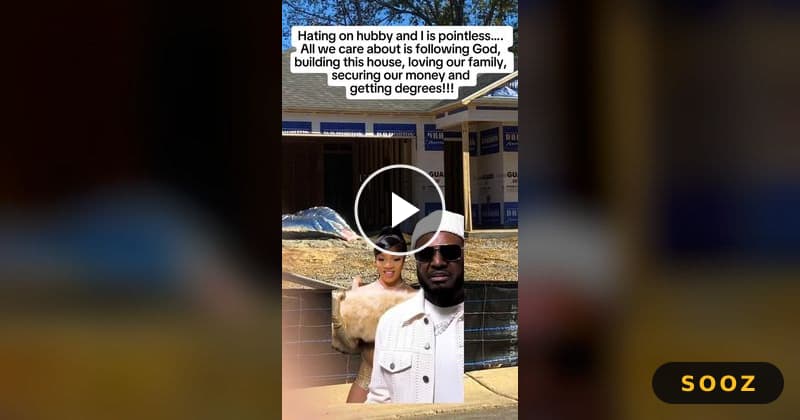 Hating on hubby and I is pointless....
All we care about is following God,
building this house, loving our family,
securing our money and
getting degrees!!!
SOOZ